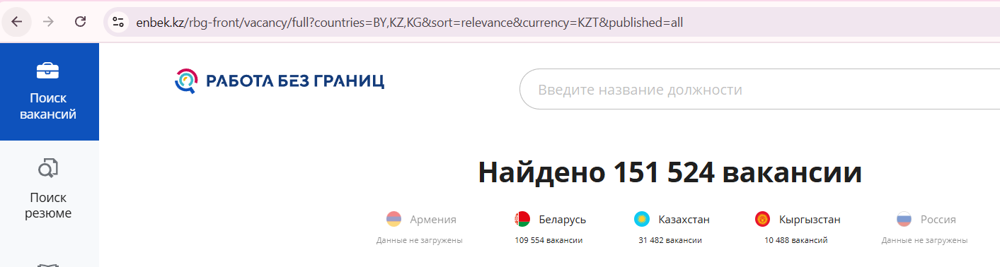 enbek.kz/rbg-front/vacancy/full?countries=BY,KZ,KG&sort=relevance&currency=KZT&published=all
Поиск
вакансий
РАБОТА БЕЗ ГРАНИЦ
Введите название должности
Поиск
резюме
Найдено 151 524 вакансии
Армения
Данные не загружены
Беларусь
109 554 вакансии
Казахстан
31 482 вакансии
Кыргызстан
10 488 вакансий
Россия
Данные не загружены